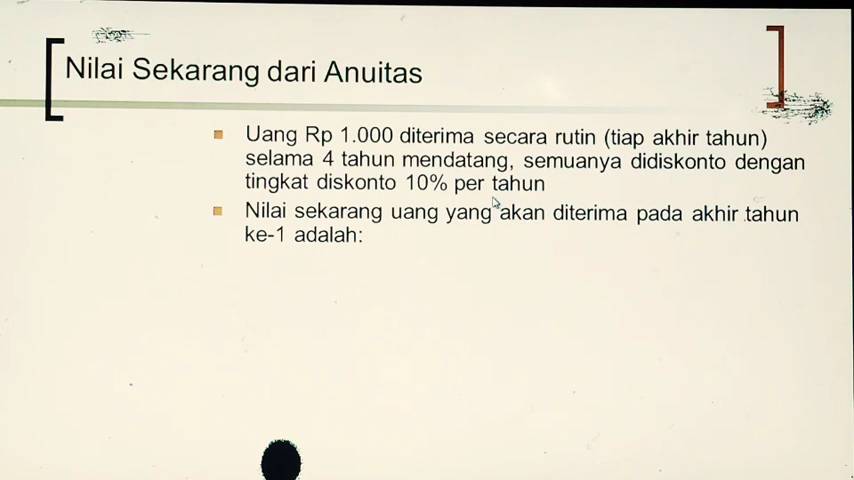 Nilai Sekarang dari Anuitas
Uang Rp 1.000 diterima secara rutin (tiap akhir tahun)
selama 4 tahun mendatang, semuanya didiskonto dengan
tingkat diskonto 10% per tahun
Nilai sekarang uang yang akan diterima pada akhir tahun
ke-1 adalah: